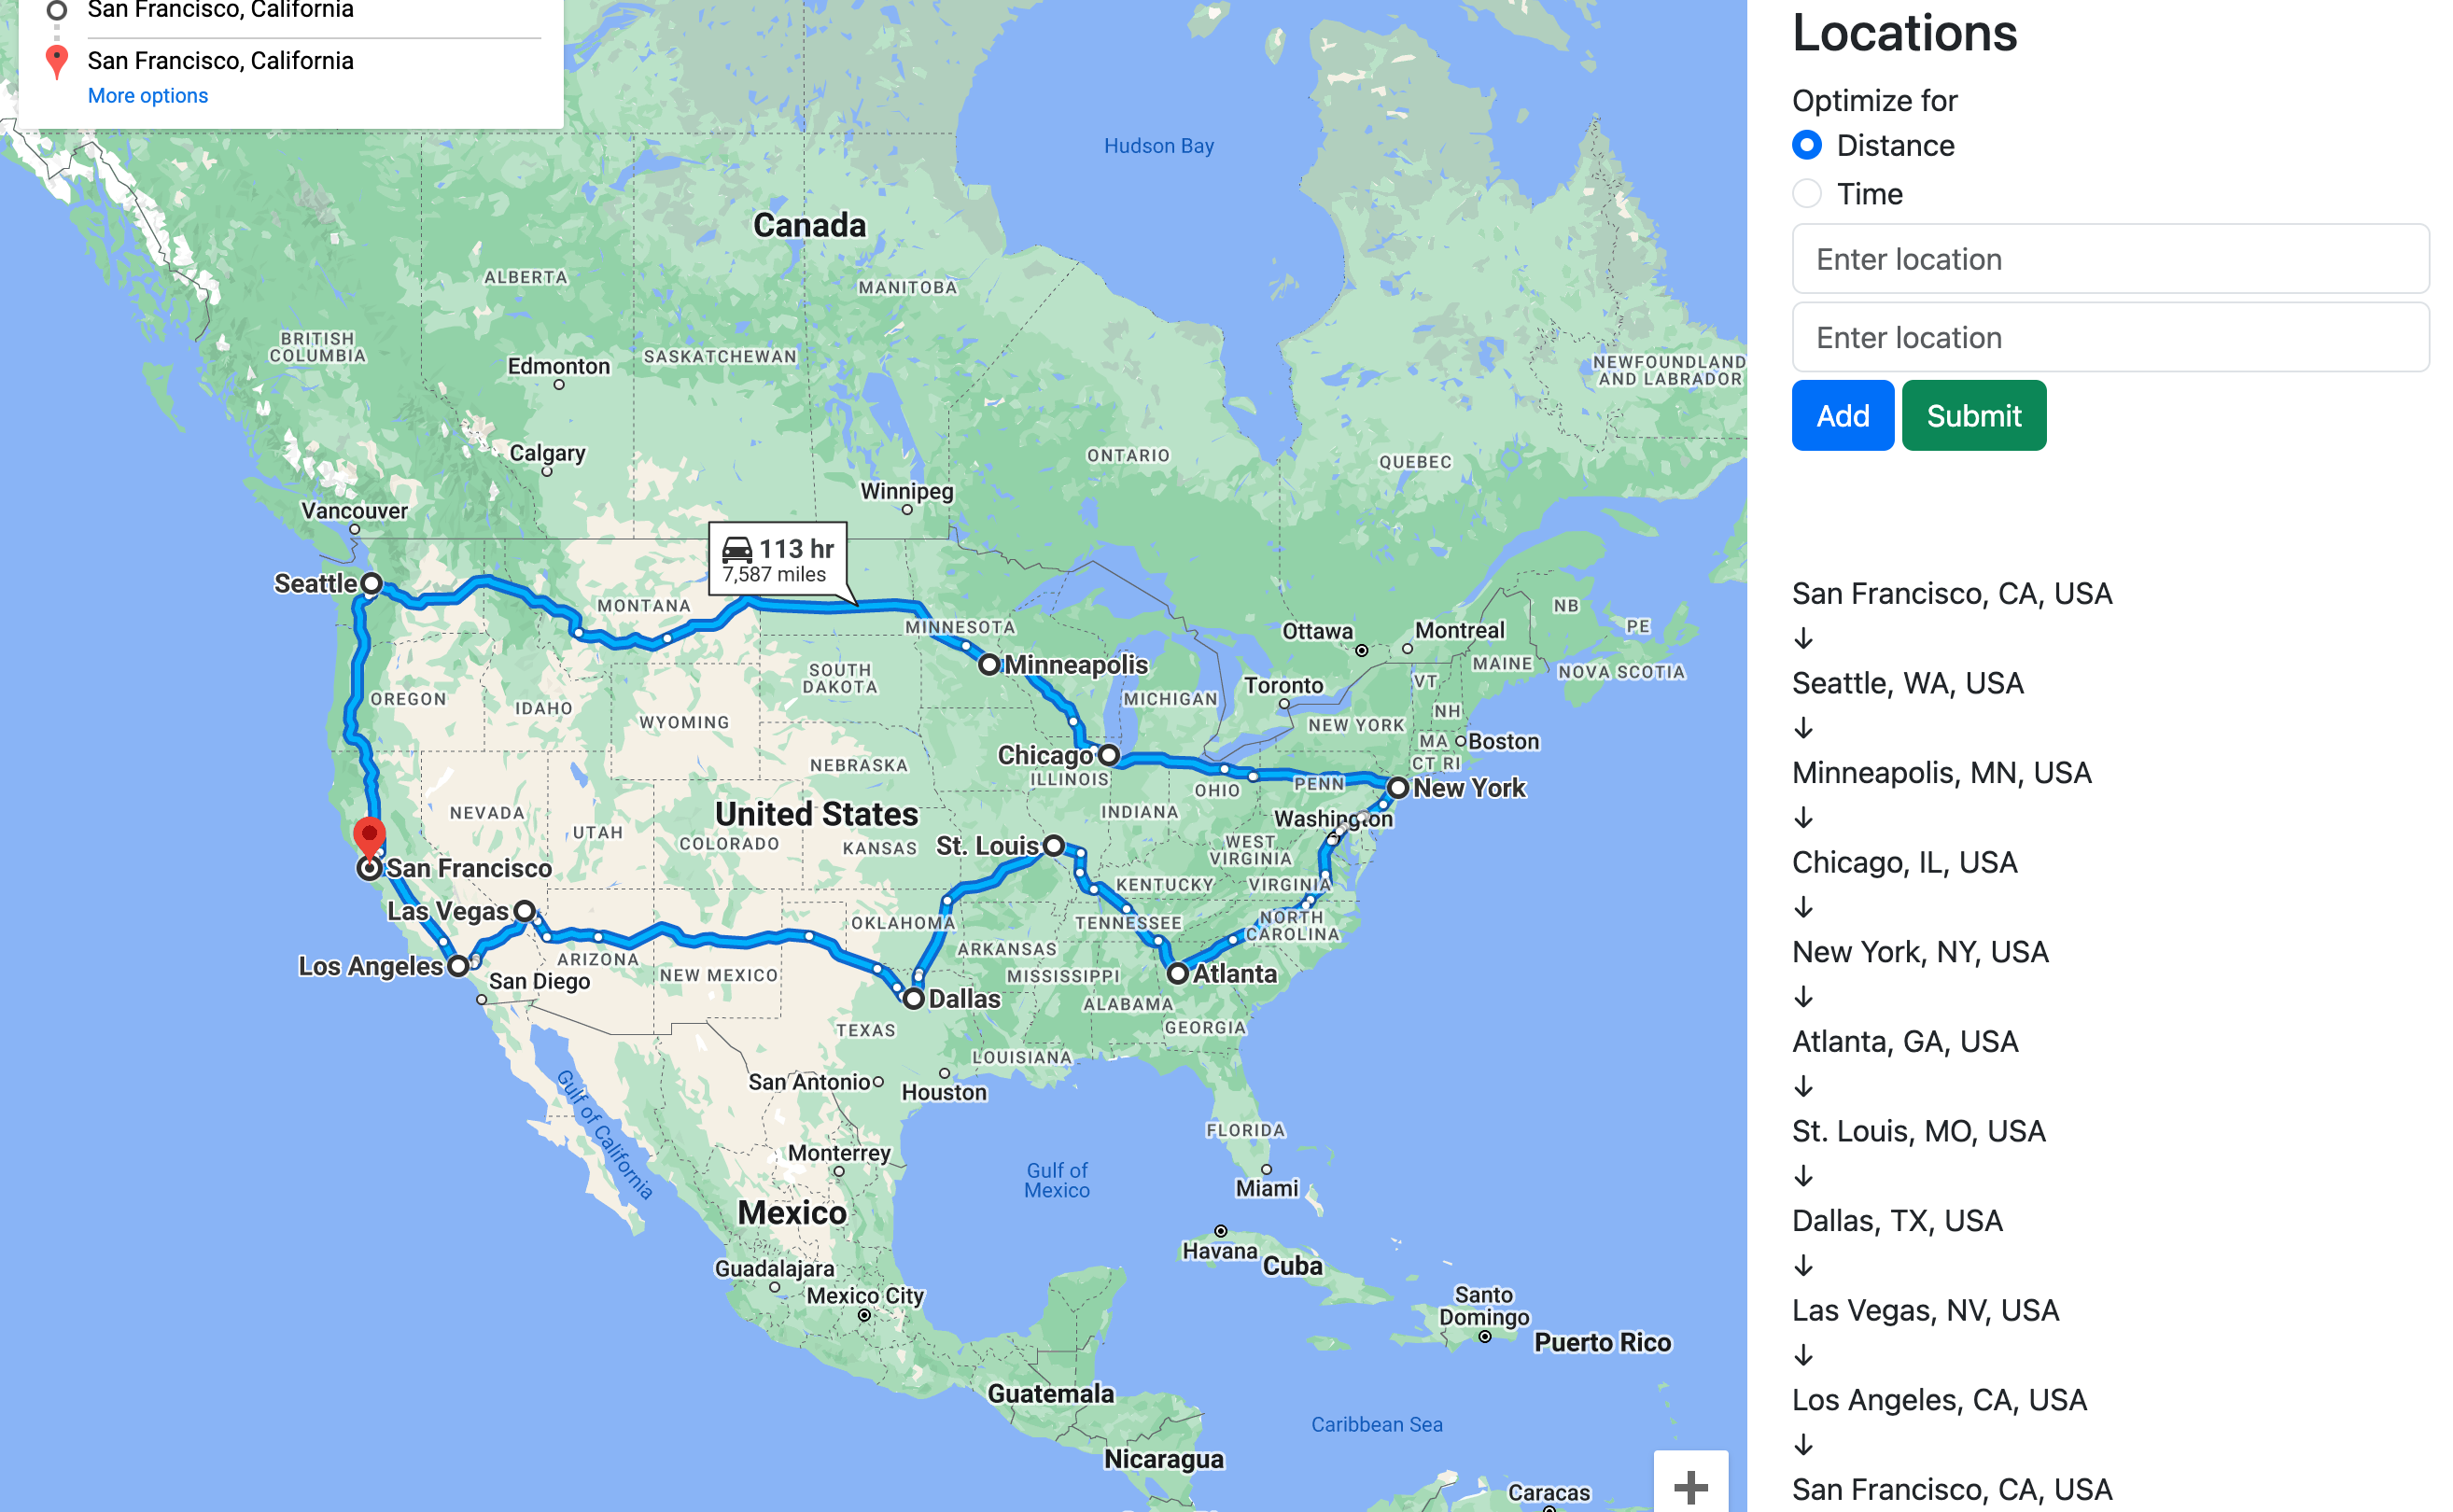 San Francisco, California
San Francisco, California
More options
Hudson Bay
Canada
ALBERTA
MANITOBA
BRITISH
COLUMBIA
SASKATCHEWAN
Edmonton
NEWFOUNDLAND
AND LABRADOR
Calgary
ONTARIO
QUEBEC
Winnipeg
Vancouver
113 hr
7,587 miles
Seattle
MONTANA
MINNESOTA
Ottawa
Montreal
NB
PE
Minneapolis
SOUTH
DAKOTA
MAINE
NOVA SCOTIA
OREGON
IDAHO
WYOMING
MICHIGAN
Toronto
VT
NH
NEW YORK
MA
Boston
Chicago
NEBRASKA
ILLINOIS
CT RI
PENN
OHIO
New York
NEVADA
United States
INDIANA
Washington
UTAH
COLORADO
KANSAS
St. Louis
WEST
VIRGINIA
San Francisco
KENTUCKY
VIRGINIA
Las Vegas
OKLAHOMA
TENNESSEE
NORTH
CAROLINA
ARKANSAS
Los Angeles
ARIZONA
NEW MEXICO
MISSISSIPPI
Atlanta
San Diego
Dallas
ALABAMA
TEXAS
GEORGIA
LOUISIANA
San Antonio
Houston
Gulf of California
FLORIDA
Monterrey
Gulf of
Mexico
Miami
Mexico
Havana
Cuba
Guadalajara
Mexico City
Santo
Domingo
Puerto Rico
Guatemala
Caribbean Sea
Nicaragua
Caracas
Locations
Optimize for
Distance
Time
Enter location
Enter location
Add Submit
San Francisco, CA, USA
↓
Seattle, WA, USA
↓
Minneapolis, MN, USA
↓
Chicago, IL, USA
↓
New York, NY, USA
↓
Atlanta, GA, USA
↓
St. Louis, MO, USA
↓
Dallas, TX, USA
↓
Las Vegas, NV, USA
↓
Los Angeles, CA, USA
↓
San Francisco, CA, USA